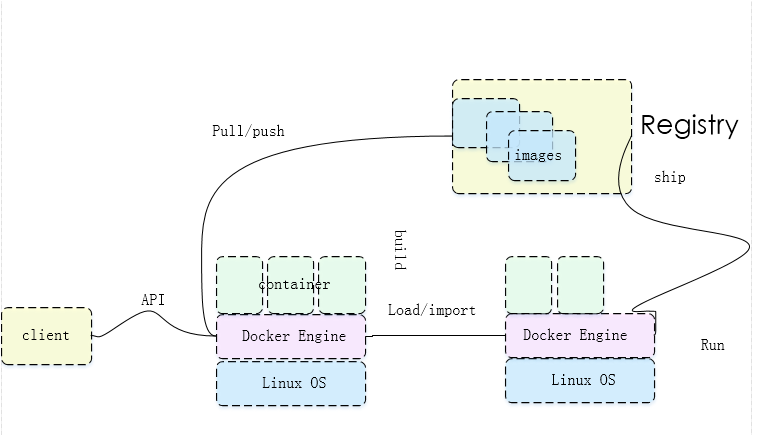 Registry
Pull/push
images
ship
build
container
API
Load/import
client
Docker Engine
Docker Engine
Run
Linux OS
Linux OS